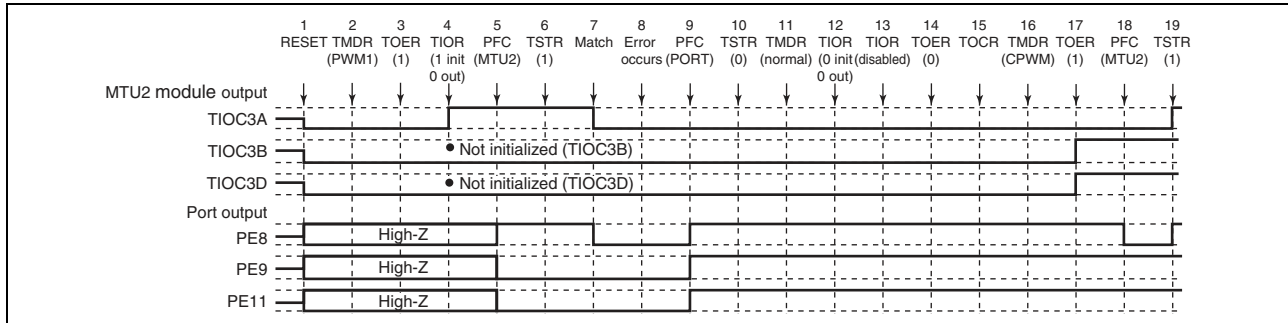 1 2 3 4 5 6 7 8 9 10 11 12 13 14 15 16 17 18 19
RESET TMDR TOER TIOR PFC TSTR Match Error PFC TSTR TMDR TIOR TIOR TOER TOCR TMDR TOER PFC TSTR
(PWM1) (1) (1 init (MTU2) (1) occurs (PORT) (0) (normal) (0 init (disabled) (0) (CPWM) (1) (MTU2) (1)
0 out) 0 out)
MTU2 module output
TIOC3A
TIOC3B • Not initialized (TIOC3B)
TIOC3D • Not initialized (TIOC3D)
Port output
PE8 High-Z
PE9 High-Z
PE11 High-Z